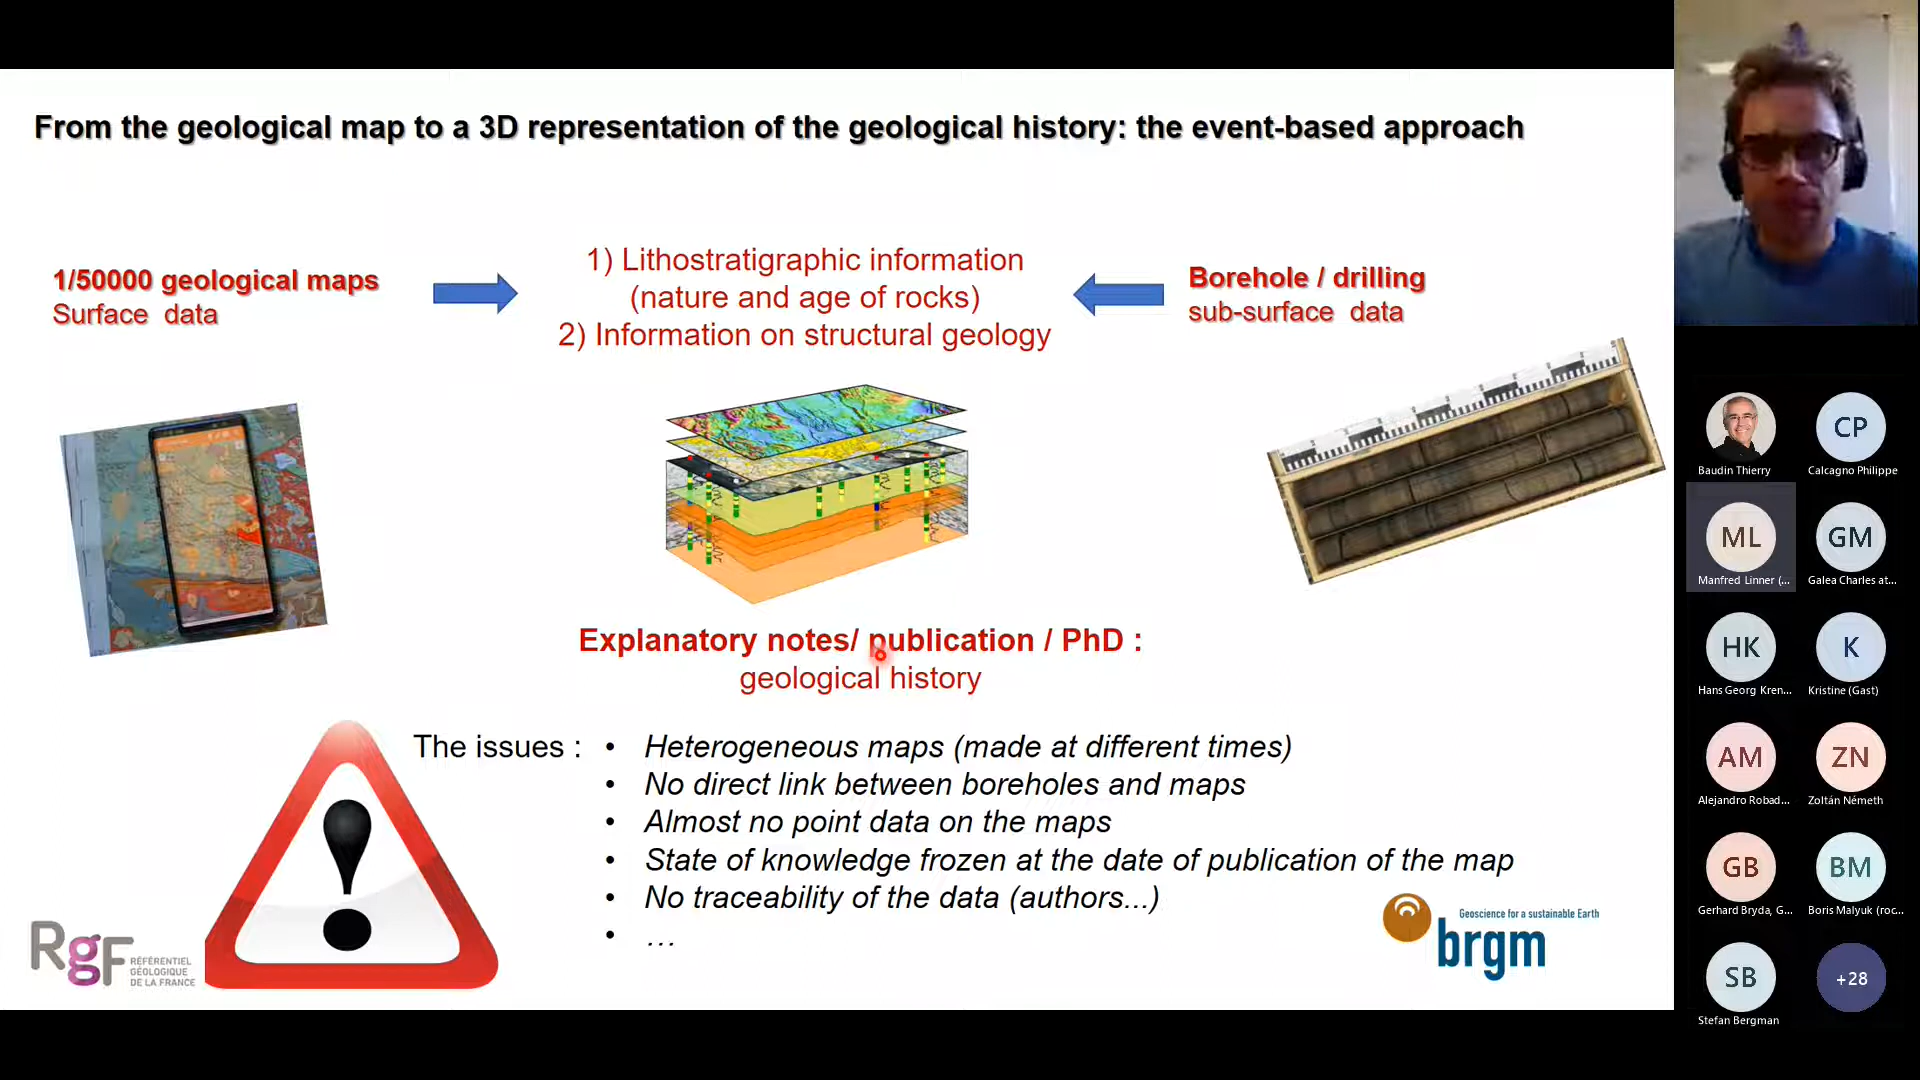 From the geological map to a 3D representation of the geological history: the event-based approach
1/50000 geological maps
Surface data
1) Lithostratigraphic information
(nature and age of rocks)
2) Information on structural geology
Borehole / drilling
sub-surface data
Explanatory notes/ publication / PhD :
geological history
The issues :
• Heterogeneous maps (made at different times)
• No direct link between boreholes and maps
• Almost no point data on the maps
• State of knowledge frozen at the date of publication of the map
• No traceability of the data (authors...)
• …
RgF
RÉFÉRENTIEL
GÉOLOGIQUE
DE LA FRANCE
Geoscience for a sustainable Earth
brgm
Baudin Thierry
CP
Calcagno Philippe
ML
Manfred Linner (...
GM
Galea Charles at...
HK
Hans Georg Kren...
K
Kristine (Gast)
AM
Alejandro Robad...
ZN
Zoltán Németh
GB
Gerhard Bryda, G...
BM
Boris Malyuk (roc...
SB
Stefan Bergman
+28